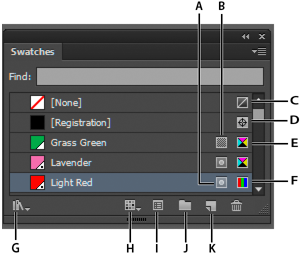 A B
Swatches
Find:
[None] C
[Registration] D
Grass Green E
Lavender
Light Red F
G H I J K